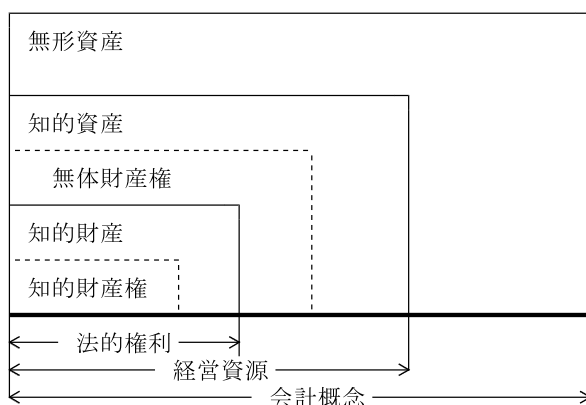 無形資産
知的資産
無体財産権
知的財産
知的財産権
法的権利
経営資源
会計概念